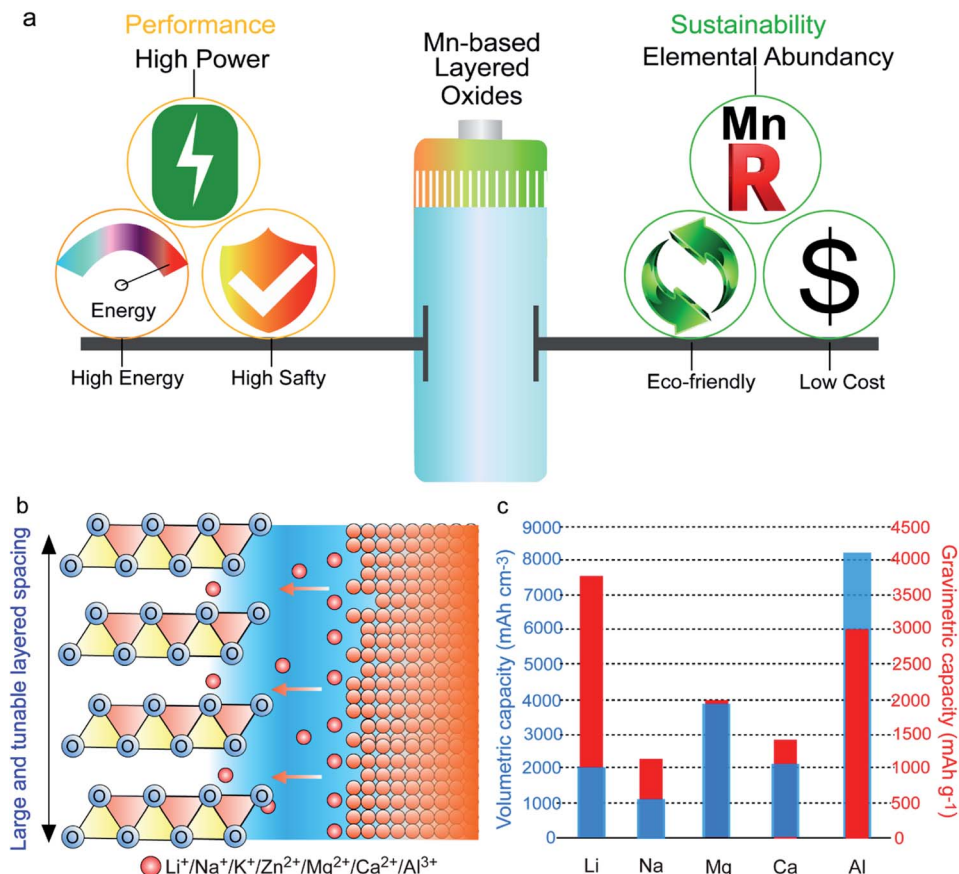 a
Performance
High Power
Energy
High Energy
High Safty
Mn-based
Layered
Oxides
Sustainability
Elemental Abundancy
Mn
R
$
Eco-friendly
Low Cost
b
Large and tunable layered spacing
O O O O
O O O O
O O O O
O O O O
O O O O
O O O O
O O O O
O O O O
Li⁺/Na⁺/K⁺/Zn²⁺/Mg²⁺/Ca²⁺/Al³⁺
c
Volumetric capacity (mAh cm-3)
9000
8000
7000
6000
5000
4000
3000
2000
1000
0
4500
4000
3500
3000
2500
2000
1500
1000
500
0
Gravimetric capacity (mAh g-1)
Li Na Mg Ca Al